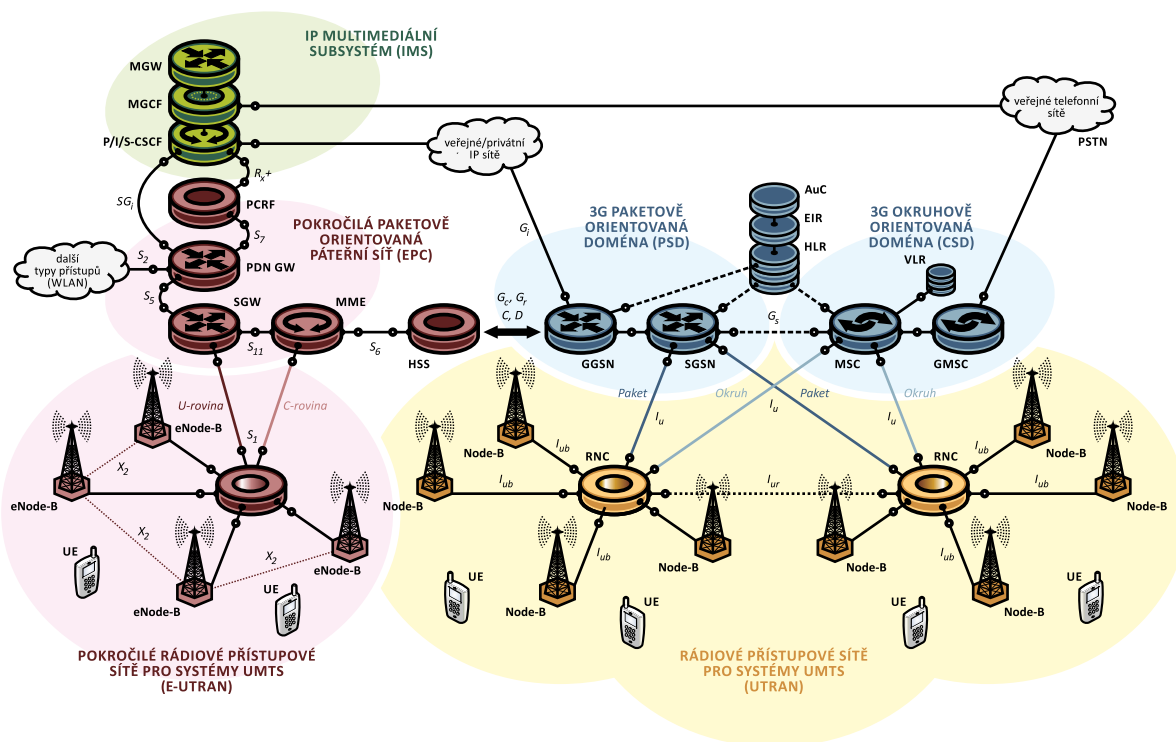 IP MULTIMEDIÁLNÍ
SUBSYSTÉM (IMS)
MGW
MGCF
P/I/S-CSCF
veřejné telefonní
sítě
PSTN
veřejné/privátní
IP sítě
Rx+
SGi
PCRF
S7
AuC
EIR
HLR
3G PAKETOVĚ
ORIENTOVANÁ
DOMÉNA (PSD)
3G OKRUHOVĚ
ORIENTOVANÁ
DOMÉNA (CSD)
VLR
Gi
POKROČILÁ PAKETOVĚ
ORIENTOVANÁ
PÁTEŘNÍ SÍŤ (EPC)
další
typy přístupů
(WLAN)
S2
PDN GW
S5
SGW
MME
S11
S6
HSS
Gc, Gr
C, D
GGSN
SGSN
Gs
MSC
GMSC
U-rovina
C-rovina
S1
Paket
Okruh
Iu
Iu
Paket
Okruh
Iu
eNode-B
X2
eNode-B
X2
X2
eNode-B
eNode-B
UE
UE
RNC
RNC
Node-B
Iub
Node-B
Iub
Iur
Node-B
Iub
Node-B
Iub
Node-B
Iub
Node-B
Node-B
Iub
Node-B
UE
UE
UE
UE
POKROČILÉ RÁDIOVÉ PŘÍSTUPOVÉ
SÍTĚ PRO SYSTÉMY UMTS
(E-UTRAN)
RÁDIOVÉ PŘÍSTUPOVÉ SÍTĚ
PRO SYSTÉMY UMTS
(UTRAN)